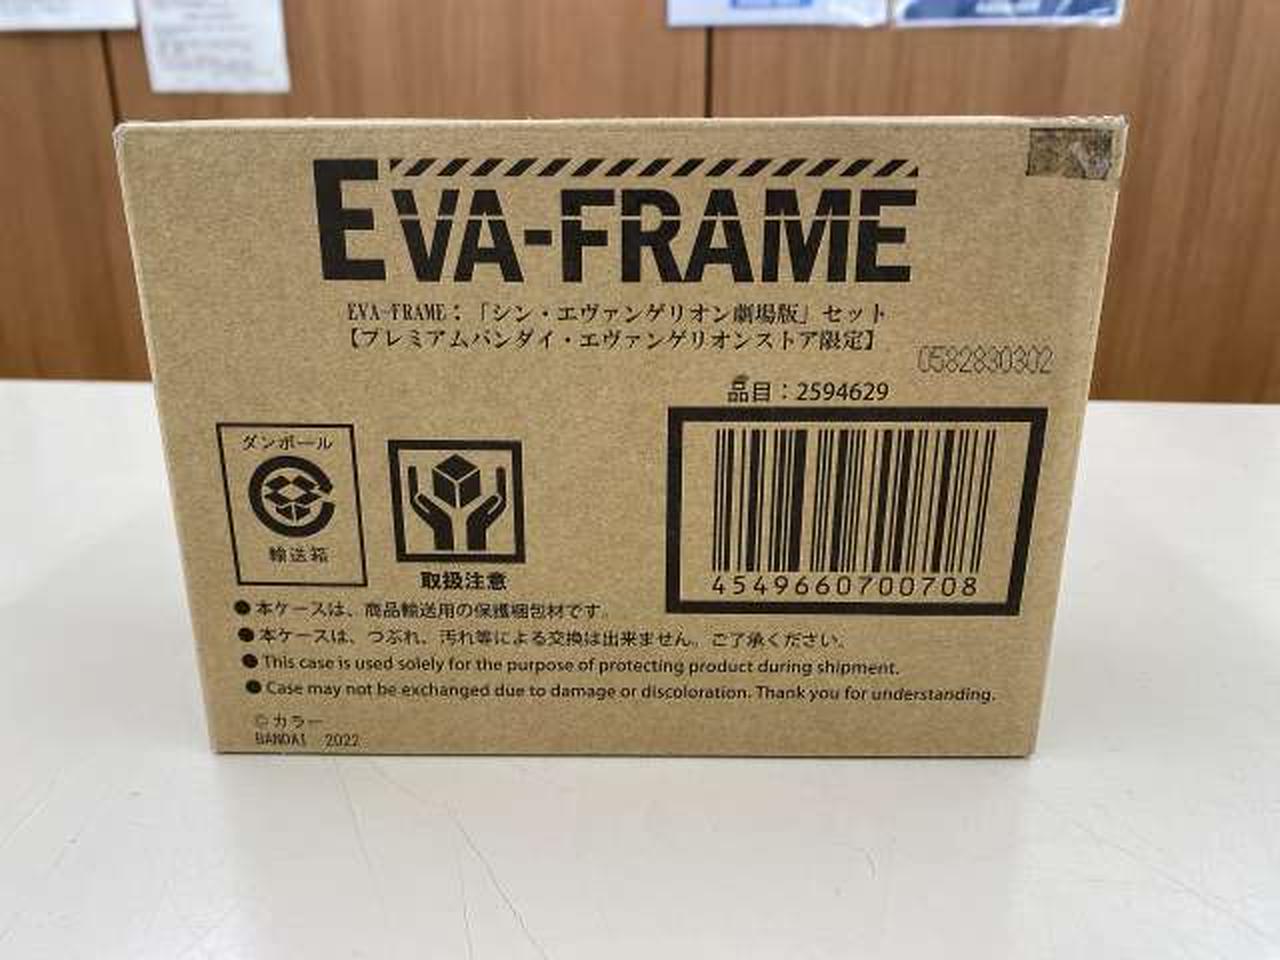 EVA-FRAME
EVA-FRAME：「シン・エヴァンゲリオン劇場版」セット
【プレミアムバンダイ・エヴァンゲリオンストア限定】
0582830302
品目：2594629
4549660700708
ダンボール
輸送箱
取扱注意
●本ケースは、商品輸送用の保護梱包材です。
●本ケースは、つぶれ、汚れ等による交換は出来ません。ご了承ください。
●This case is used solely for the purpose of protecting product during shipment.
●Case may not be exchanged due to damage or discoloration. Thank you for understanding.
©カラー
BANDAI 2022